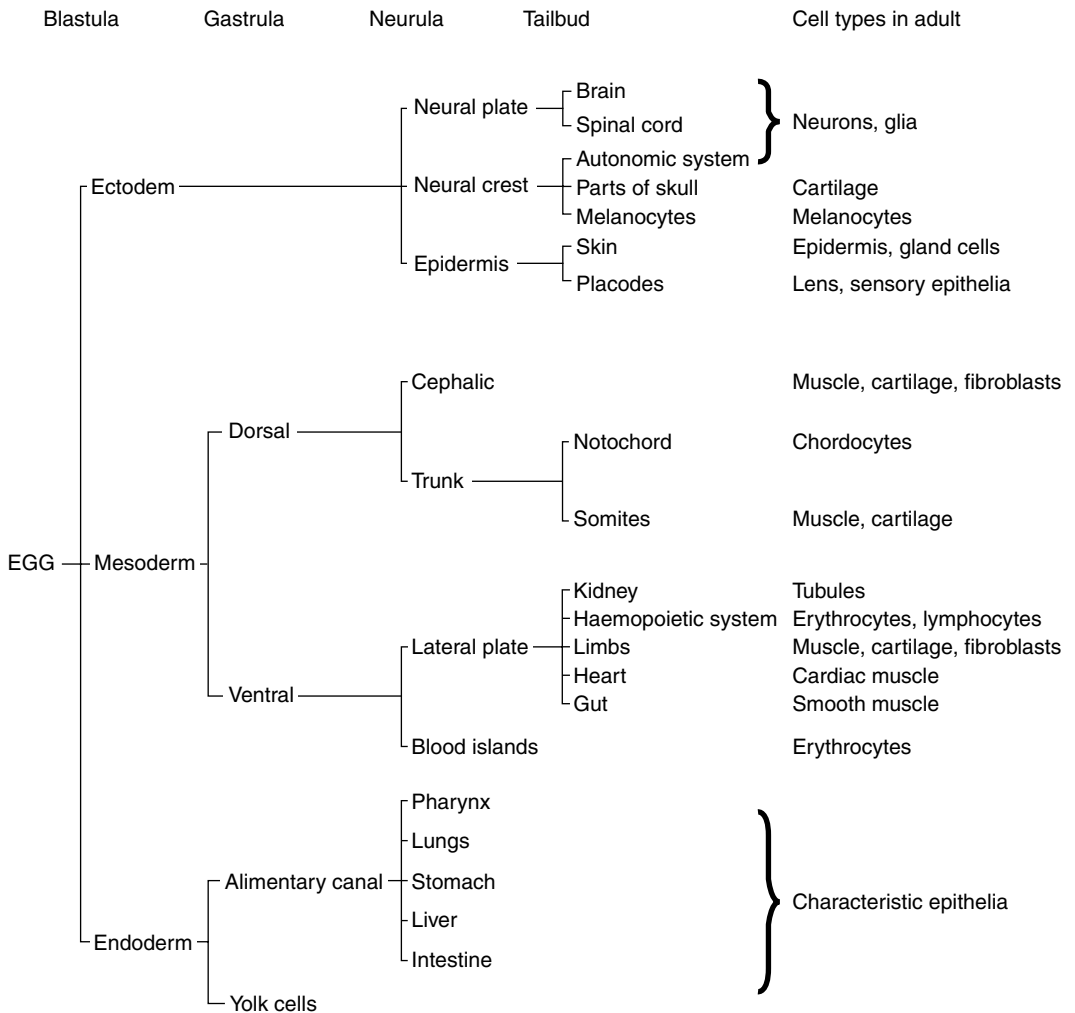 Blastula Gastrula Neurula Tailbud Cell types in adult
Brain
Neural plate
Spinal cord
Neurons, glia
Autonomic system
Ectodem
Neural crest
Parts of skull Cartilage
Melanocytes Melanocytes
Skin Epidermis, gland cells
Epidermis
Placodes Lens, sensory epithelia
Cephalic Muscle, cartilage, fibroblasts
Dorsal
Notochord Chordocytes
Trunk
Somites Muscle, cartilage
EGG Mesoderm
Kidney Tubules
Haemopoietic system Erythrocytes, lymphocytes
Lateral plate Limbs Muscle, cartilage, fibroblasts
Heart Cardiac muscle
Ventral
Gut Smooth muscle
Blood islands Erythrocytes
Pharynx
Lungs
Alimentary canal Stomach
Characteristic epithelia
Liver
Endoderm
Intestine
Yolk cells